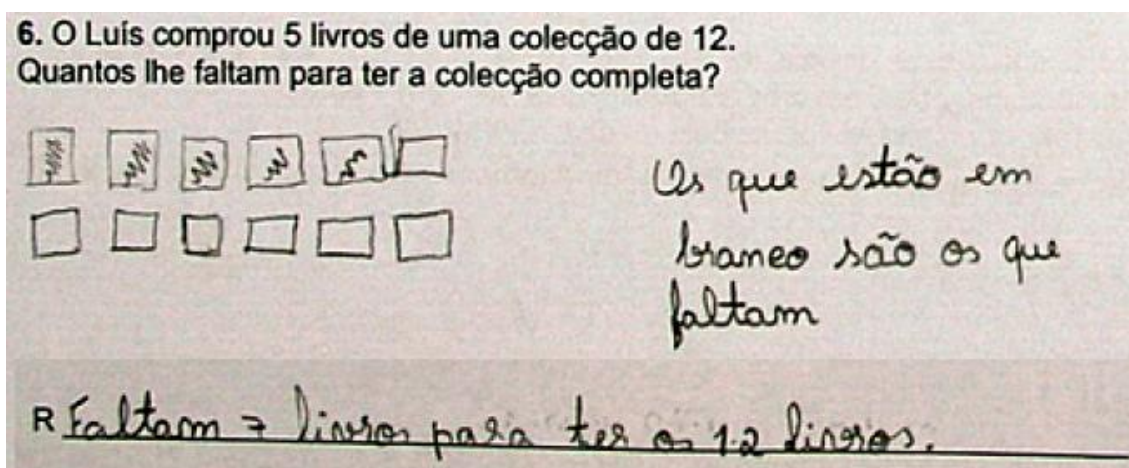 6. O Luís comprou 5 livros de uma colecção de 12.
Quantos lhe faltam para ter a colecção completa?
Os que estão em
branco são os que
faltam
R Faltam 7 livros para ter os 12 livros.